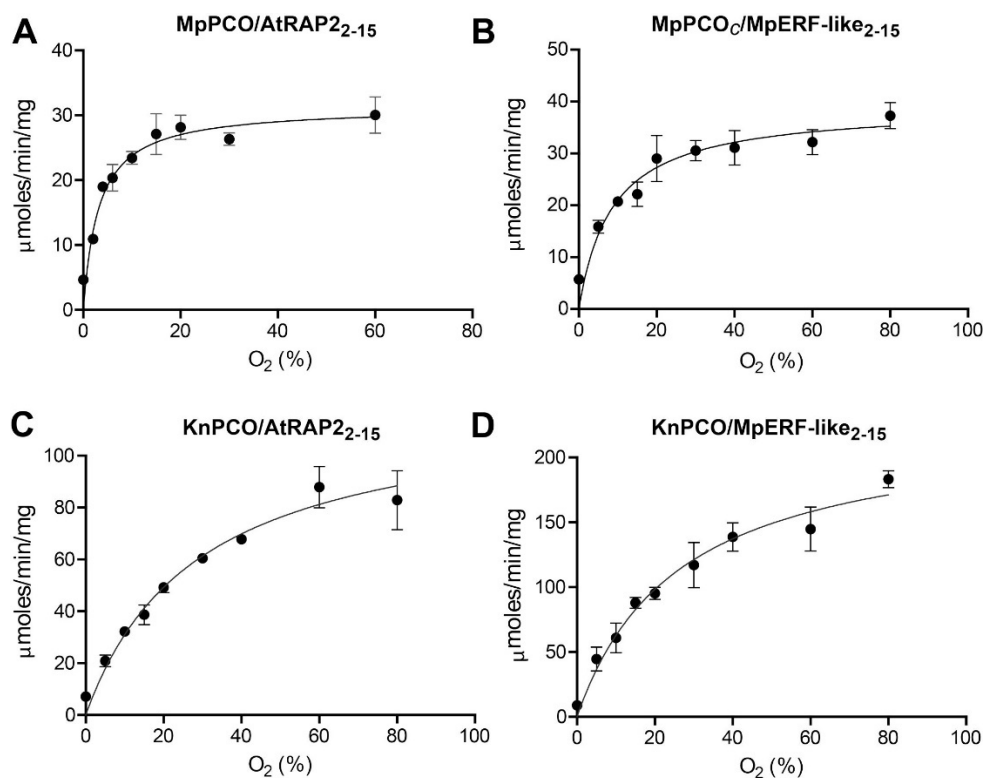 A
MpPCO/AtRAP2₂₋₁₅
40
30
20
10
0
µmoles/min/mg
0 20 40 60 80
O₂ (%)
B
MpPCO_C/MpERF-like₂₋₁₅
50
40
30
20
10
0
µmoles/min/mg
0 20 40 60 80 100
O₂ (%)
C
KnPCO/AtRAP2₂₋₁₅
100
80
60
40
20
0
µmoles/min/mg
0 20 40 60 80 100
O₂ (%)
D
KnPCO/MpERF-like₂₋₁₅
200
150
100
50
0
µmoles/min/mg
0 20 40 60 80 100
O₂ (%)